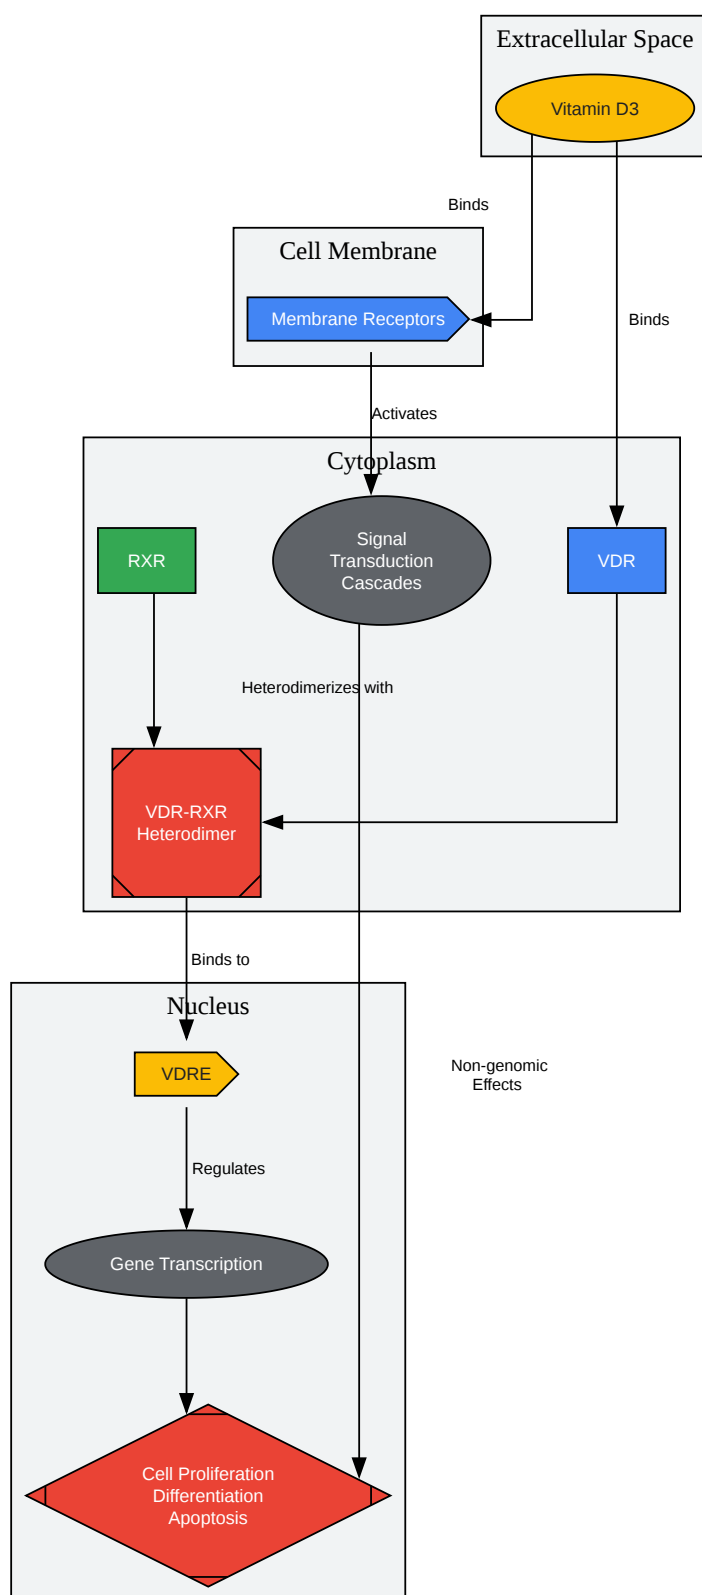 Extracellular Space
Vitamin D3
Binds
Cell Membrane
Membrane Receptors
Binds
Activates
Cytoplasm
RXR
Signal
Transduction
Cascades
VDR
Heterodimerizes with
VDR-RXR
Heterodimer
Binds to
Nucleus
VDRE
Non-genomic
Effects
Regulates
Gene Transcription
Cell Proliferation
Differentiation
Apoptosis